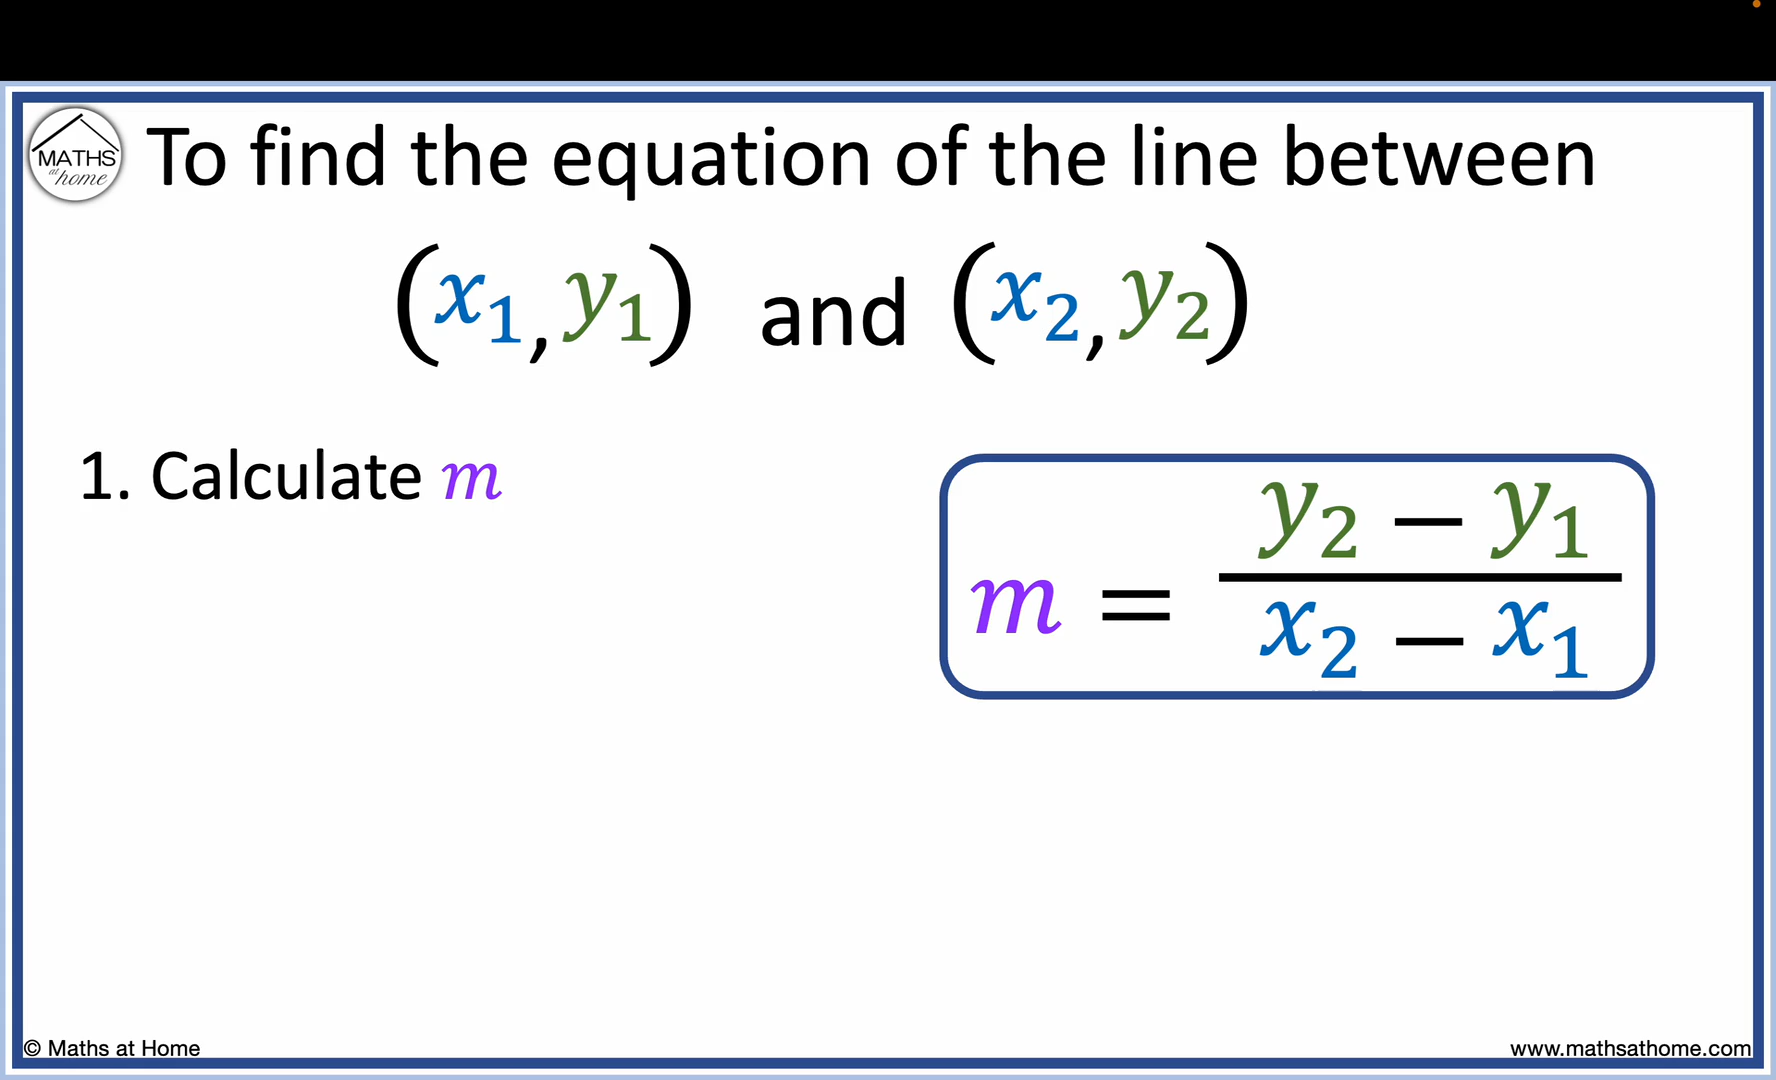 MATHS
at home
To find the equation of the line between
(x₁, y₁) and (x₂, y₂)
1. Calculate m
m = (y₂ − y₁) / (x₂ − x₁)
© Maths at Home
www.mathsathome.com